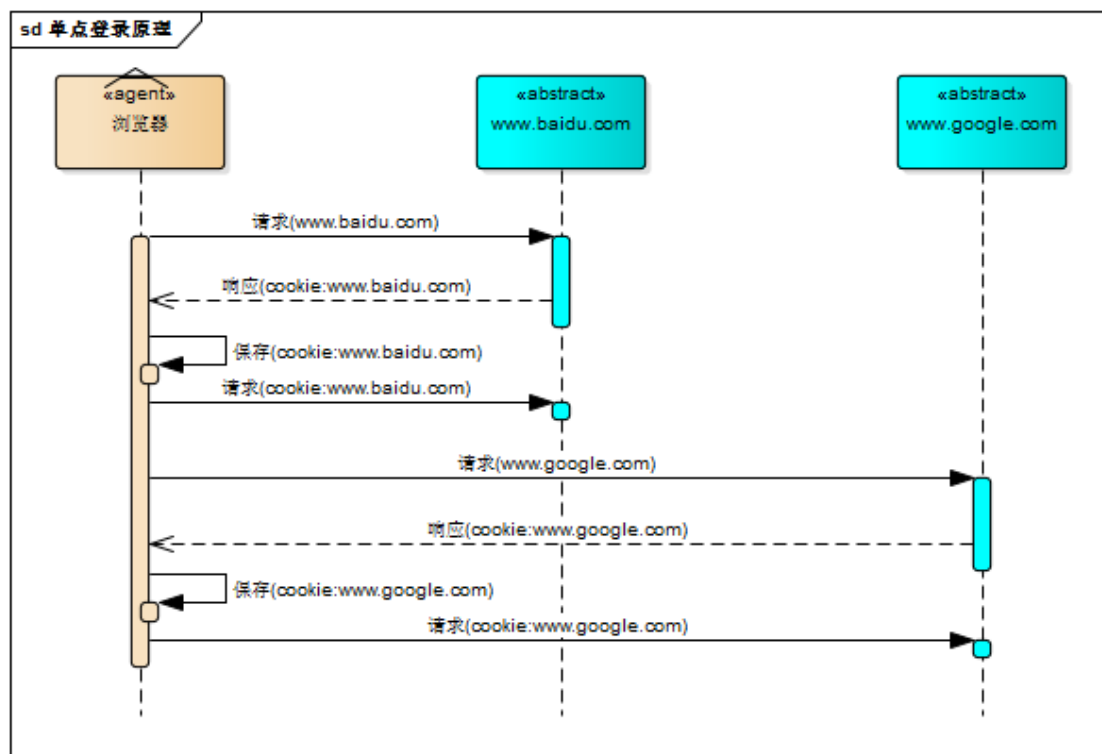 sd 单点登录原理
«agent»
浏览器
«abstract»
www.baidu.com
«abstract»
www.google.com
请求(www.baidu.com)
响应(cookie:www.baidu.com)
保存(cookie:www.baidu.com)
请求(cookie:www.baidu.com)
请求(www.google.com)
响应(cookie:www.google.com)
保存(cookie:www.google.com)
请求(cookie:www.google.com)